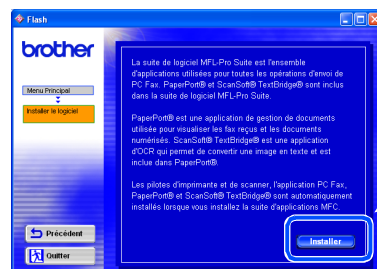 Flash
brother
Menu Principal
Installer le logiciel
La suite de logiciel MFL-Pro Suite est l'ensemble
d'applications utilisées pour toutes les opérations d'envoi de
PC Fax. PaperPort® et ScanSoft® TextBridge® sont inclus
dans la suite de logiciel MFL-Pro Suite.
PaperPort® est une application de gestion de documents
utilisée pour visualiser les fax reçus et les documents
numérisés. ScanSoft® TextBridge® est une application
d'OCR qui permet de convertir une image en texte et est
inclue dans PaperPort®.
Les pilotes d'imprimante et de scanner, l'application PC Fax,
PaperPort® et ScanSoft® TextBridge® sont automatiquement
installés lorsque vous installez la suite d'applications MFC.
Précédent
Quitter
Installer